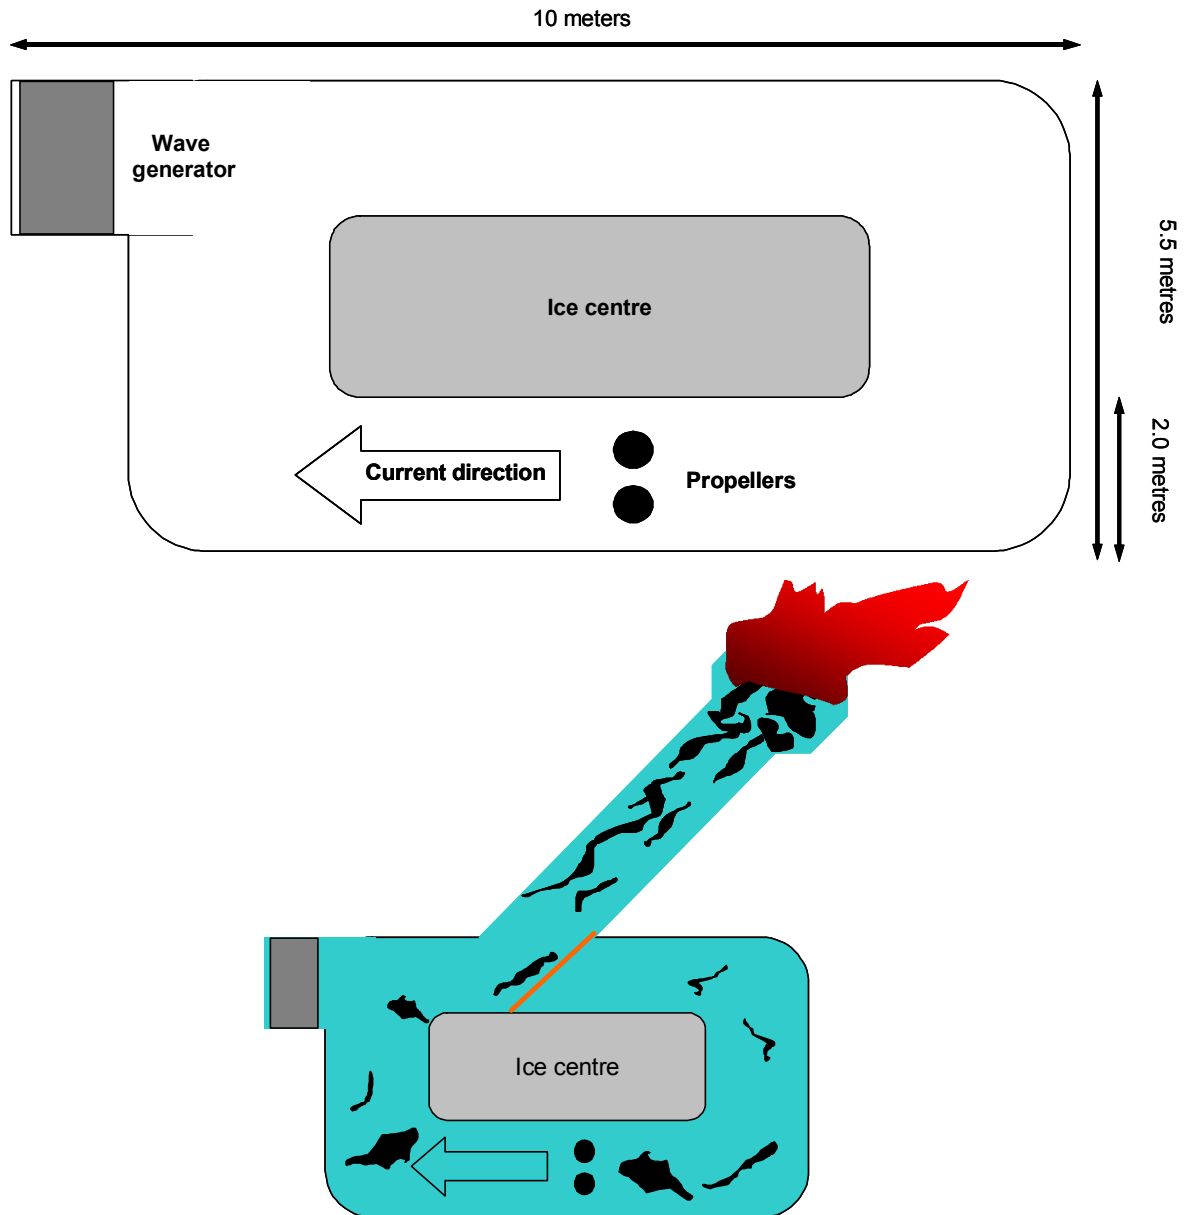 10 meters
Wave
generator
5.5 metres
Ice centre
2.0 metres
Current direction
Propellers
Ice centre